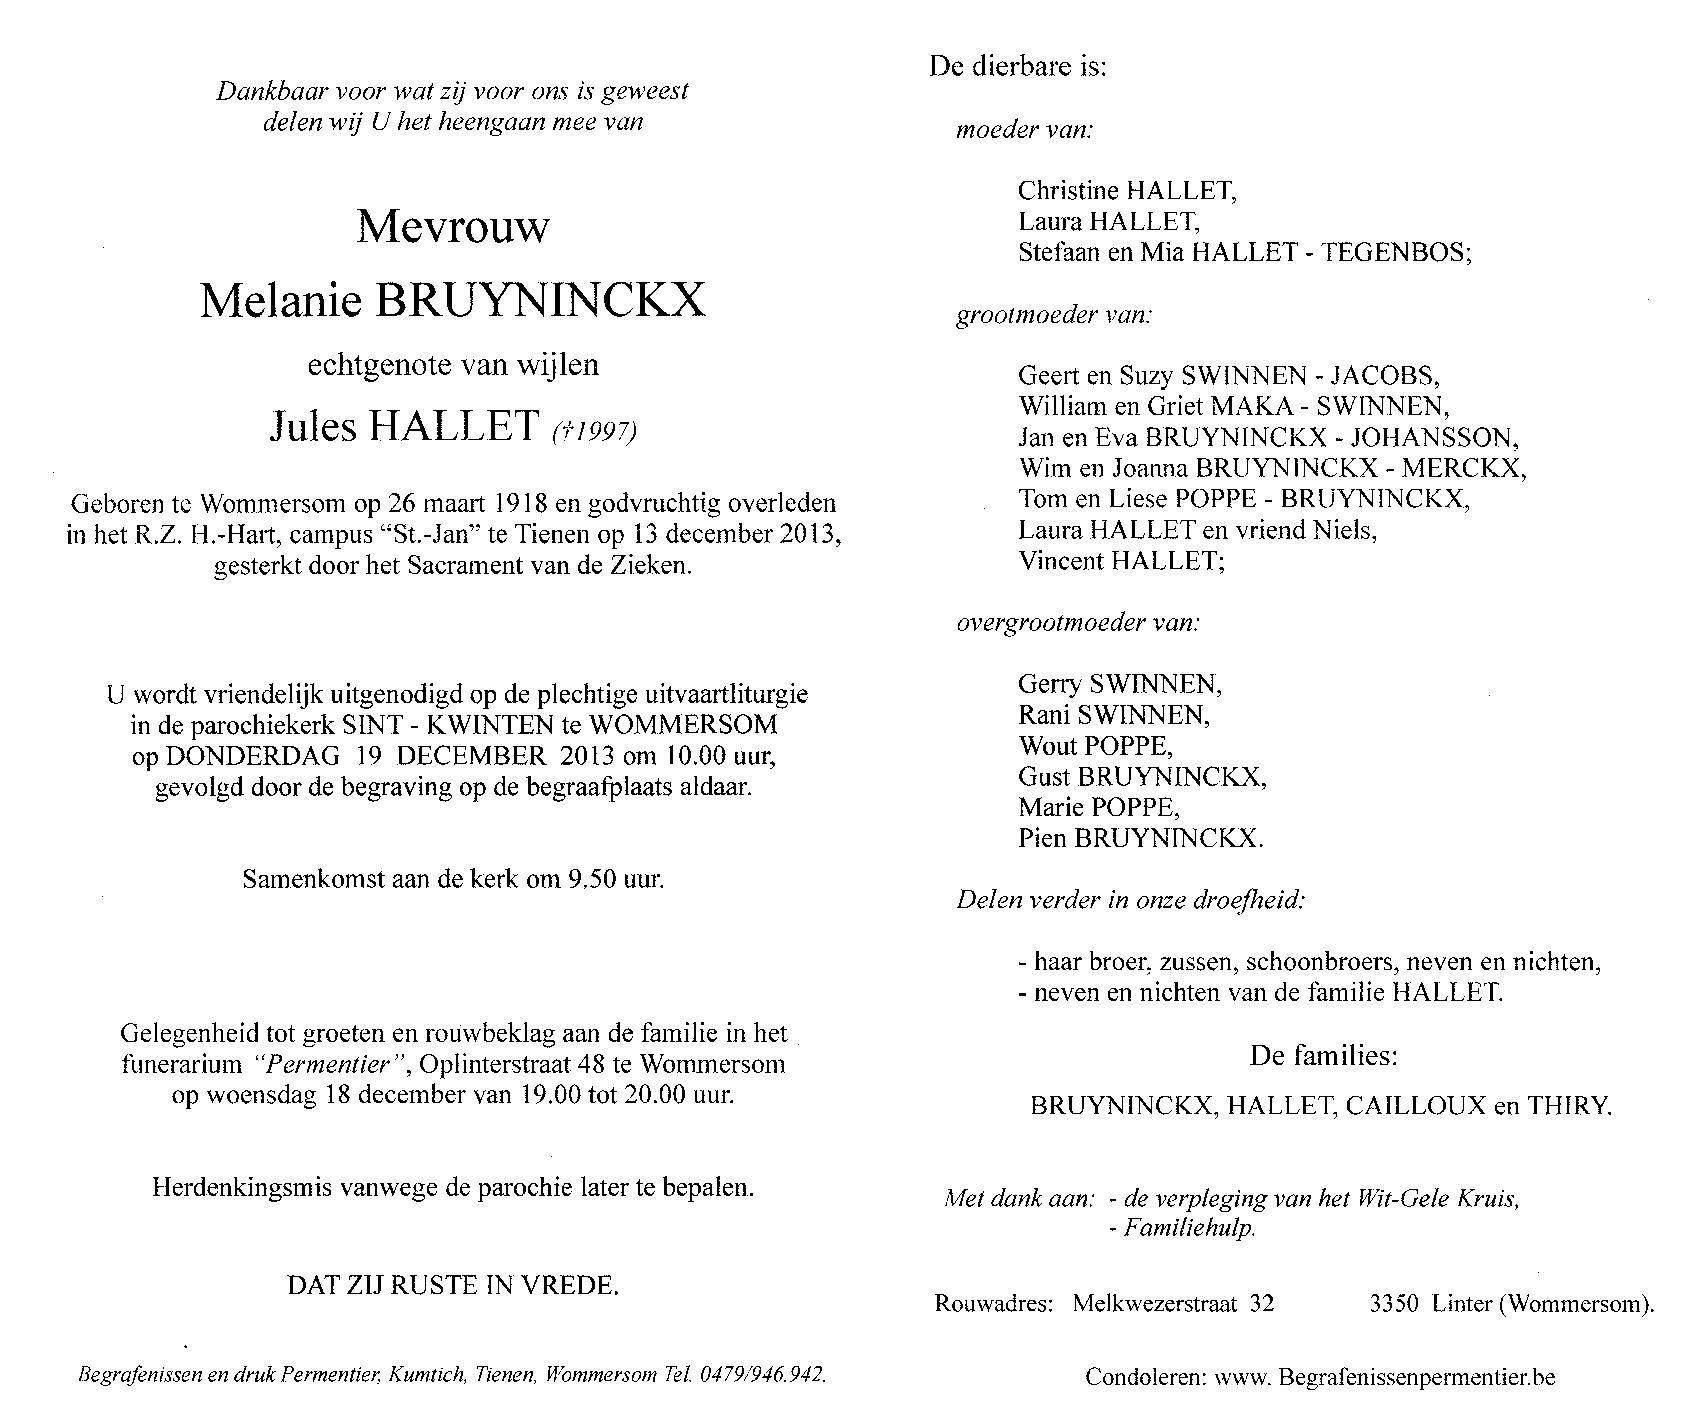 Dankbaar voor wat zij voor ons is geweest
delen wij U het heengaan mee van
Mevrouw
Melanie BRUYNINCKX
echtgenote van wijlen
Jules HALLET (†1997)
Geboren te Wommersom op 26 maart 1918 en godvruchtig overleden
in het R.Z. H.-Hart, campus “St.-Jan” te Tienen op 13 december 2013,
gesterkt door het Sacrament van de Zieken.
U wordt vriendelijk uitgenodigd op de plechtige uitvaartliturgie
in de parochiekerk SINT - KWINTEN te WOMMERSOM
op DONDERDAG 19 DECEMBER 2013 om 10.00 uur,
gevolgd door de begraving op de begraafplaats aldaar.
Samenkomst aan de kerk om 9.50 uur.
Gelegenheid tot groeten en rouwbeklag aan de familie in het
funerarium “Permentier”, Oplinterstraat 48 te Wommersom
op woensdag 18 december van 19.00 tot 20.00 uur.
Herdenkingsmis vanwege de parochie later te bepalen.
DAT ZIJ RUSTE IN VREDE.
Begrafenissen en druk Permentier, Kumtich, Tienen, Wommersom Tel. 0479/946.942.
De dierbare is:
moeder van:
Christine HALLET,
Laura HALLET,
Stefaan en Mia HALLET - TEGENBOS;
grootmoeder van:
Geert en Suzy SWINNEN - JACOBS,
William en Griet MAKA - SWINNEN,
Jan en Eva BRUYNINCKX - JOHANSSON,
Wim en Joanna BRUYNINCKX - MERCKX,
Tom en Liese POPPE - BRUYNINCKX,
Laura HALLET en vriend Niels,
Vincent HALLET;
overgrootmoeder van:
Gerry SWINNEN,
Rani SWINNEN,
Wout POPPE,
Gust BRUYNINCKX,
Marie POPPE,
Pien BRUYNINCKX.
Delen verder in onze droefheid:
- haar broer, zussen, schoonbroers, neven en nichten,
- neven en nichten van de familie HALLET.
De families:
BRUYNINCKX, HALLET, CAILLOUX en THIRY.
Met dank aan: - de verpleging van het Wit-Gele Kruis,
- Familiehulp.
Rouwadres: Melkwezerstraat 32 3350 Linter (Wommersom).
Condoleren: www. Begrafenissenpermentier.be